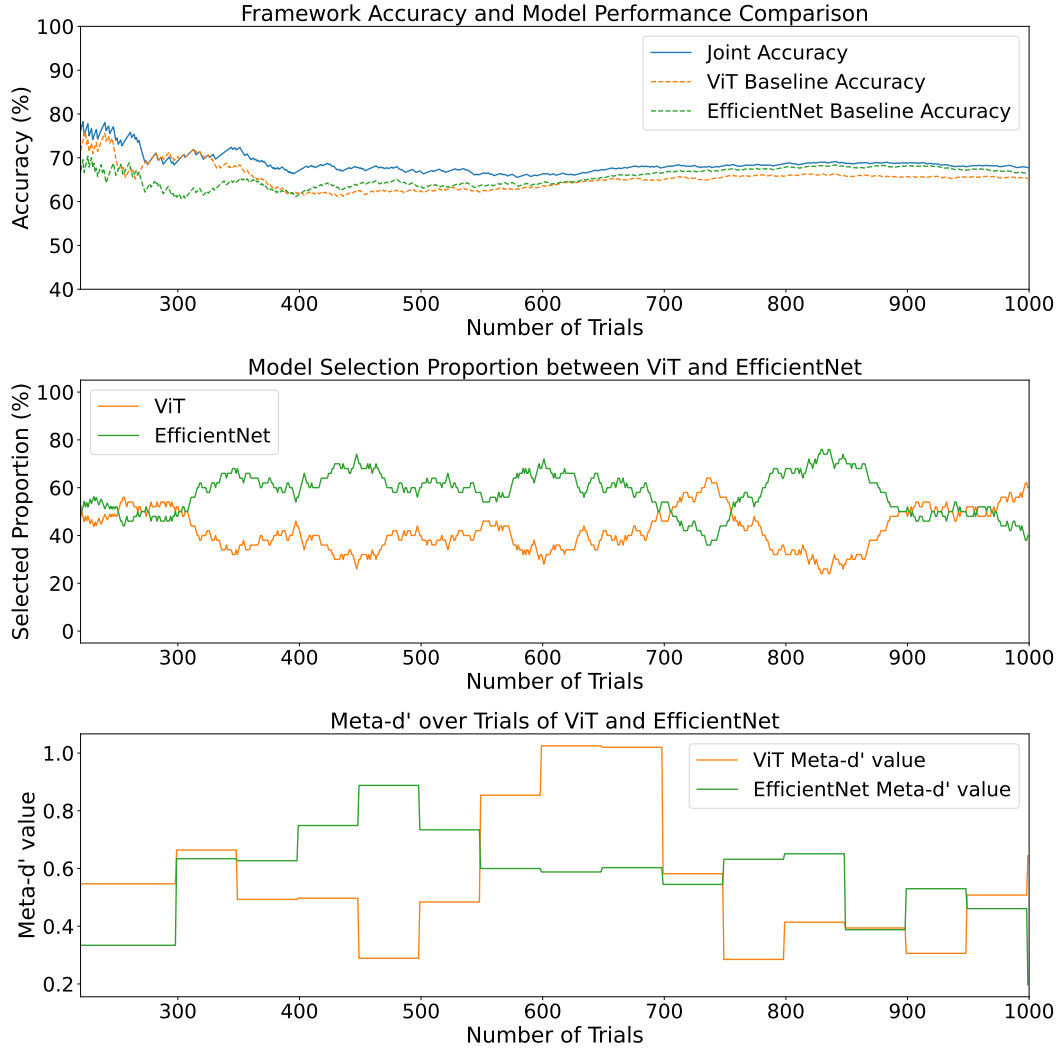 Framework Accuracy and Model Performance Comparison
Accuracy (%)
100
90
80
70
60
50
40
Joint Accuracy
ViT Baseline Accuracy
EfficientNet Baseline Accuracy
300 400 500 600 700 800 900 1000
Number of Trials
Model Selection Proportion between ViT and EfficientNet
Selected Proportion (%)
100
80
60
40
20
0
ViT
EfficientNet
300 400 500 600 700 800 900 1000
Number of Trials
Meta-d' over Trials of ViT and EfficientNet
Meta-d' value
1.0
0.8
0.6
0.4
0.2
ViT Meta-d' value
EfficientNet Meta-d' value
300 400 500 600 700 800 900 1000
Number of Trials